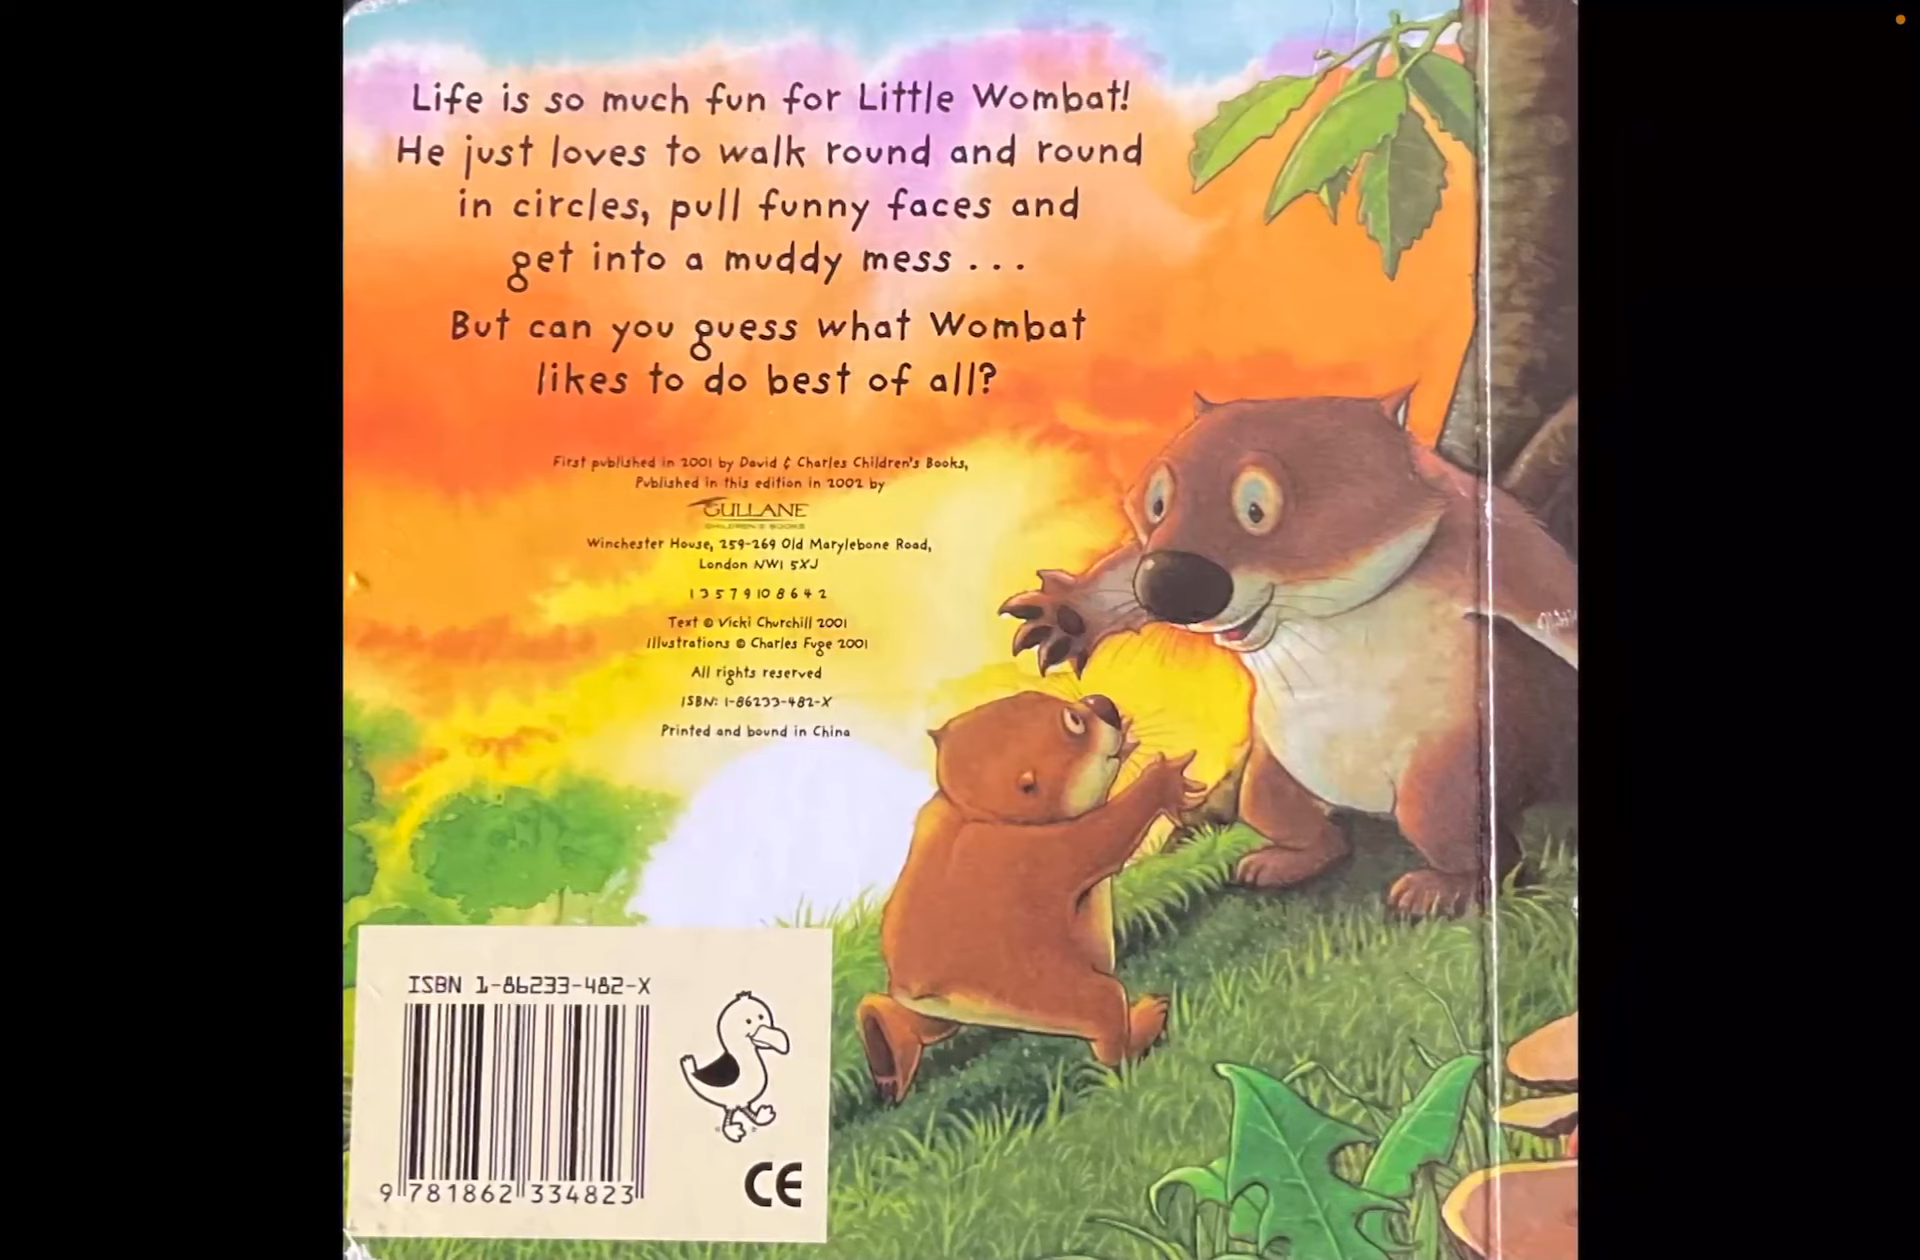 Life is so much fun for Little Wombat!
He just loves to walk round and round
in circles, pull funny faces and
get into a muddy mess . . .
But can you guess what Wombat
likes to do best of all?
First published in 2001 by David & Charles Children's Books,
Published in this edition in 2002 by
GULLANE
CHILDREN'S BOOKS
Winchester House, 259-269 Old Marylebone Road,
London NW1 5XJ
1 3 5 7 9 10 8 6 4 2
Text © Vicki Churchill 2001
Illustrations © Charles Fuge 2001
All rights reserved
ISBN: 1-86233-482-X
Printed and bound in China
ISBN 1-86233-482-X
9 781862 334823
CE